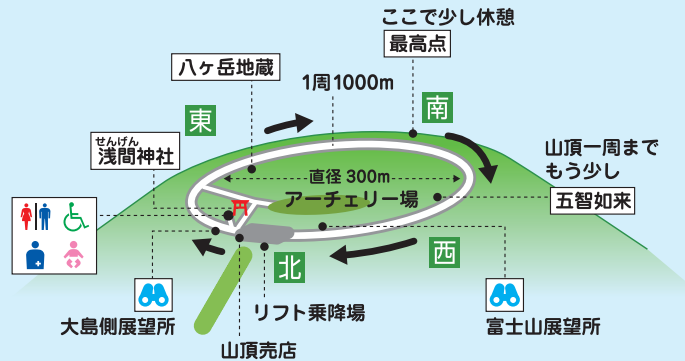 ここで少し休憩
最高点
八ヶ岳地蔵
1周1000m
東
南
せんげん
浅間神社
山頂一周まで
もう少し
直径 300m
アーチェリー場
五智如来
西
北
大島側展望所
リフト乗降場
富士山展望所
山頂売店